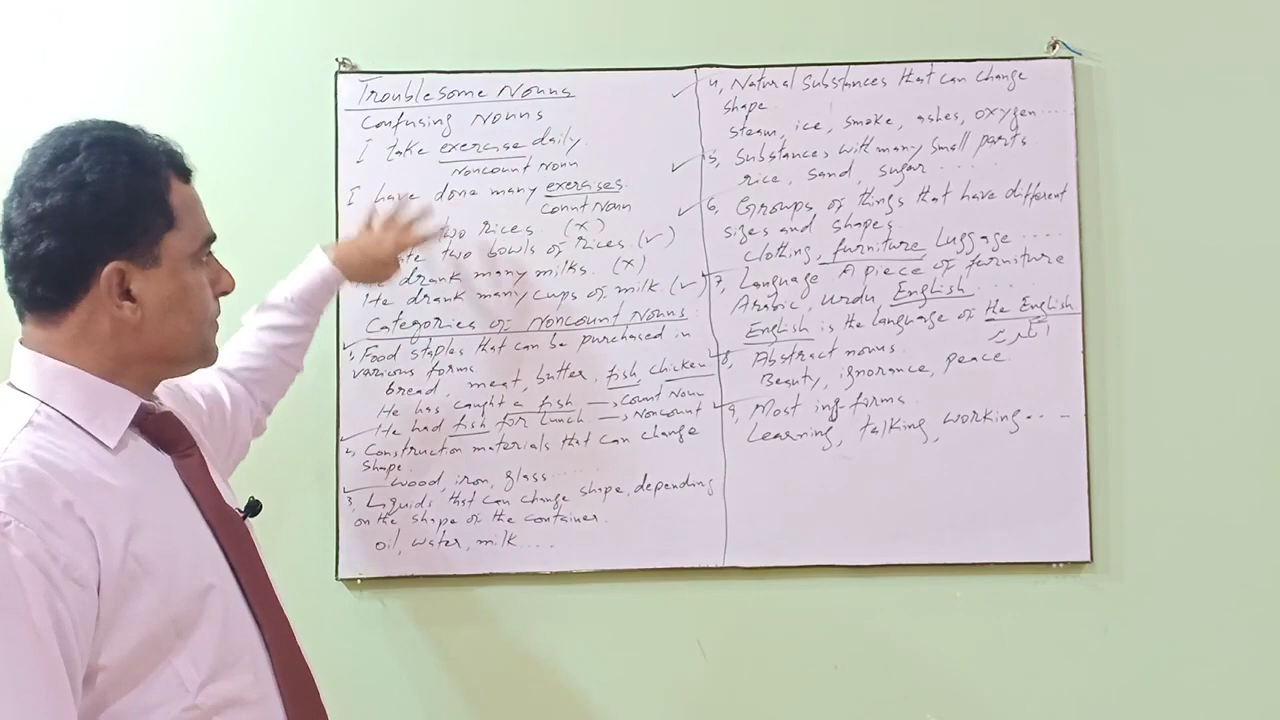 Troublesome Nouns
Confusing Nouns
I take exercise daily
Noncount Noun
I have done many exercises.
Count Noun
two rices. (x)
two bowls of rices. (✓)
drank many milks. (x)
He drank many cups of milk (✓)
Categories of Noncount Nouns
1, Food staples that can be purchased in
various forms.
bread, meat, butter, fish, chicken
He has caught a fish → Count Noun
He had fish for lunch. → Noncount
2, Construction materials that can change
shape.
wood, iron, glass......
3, Liquids that can change shape, depending
on the shape of the container.
oil, water, milk....
4, Natural Substances that can change
shape
steam, ice, smoke, ashes, oxygen.....
5, Substances with many small parts
rice, sand, sugar ....
6, Groups of things that have different
sizes and shapes
clothing, furniture Luggage ....
A piece of furniture
7, Language
Arabic, Urdu, English ....
English is the language of the English
8, Abstract nouns.
Beauty, ignorance, peace.
9, Most ing forms.
Learning, talking, working....